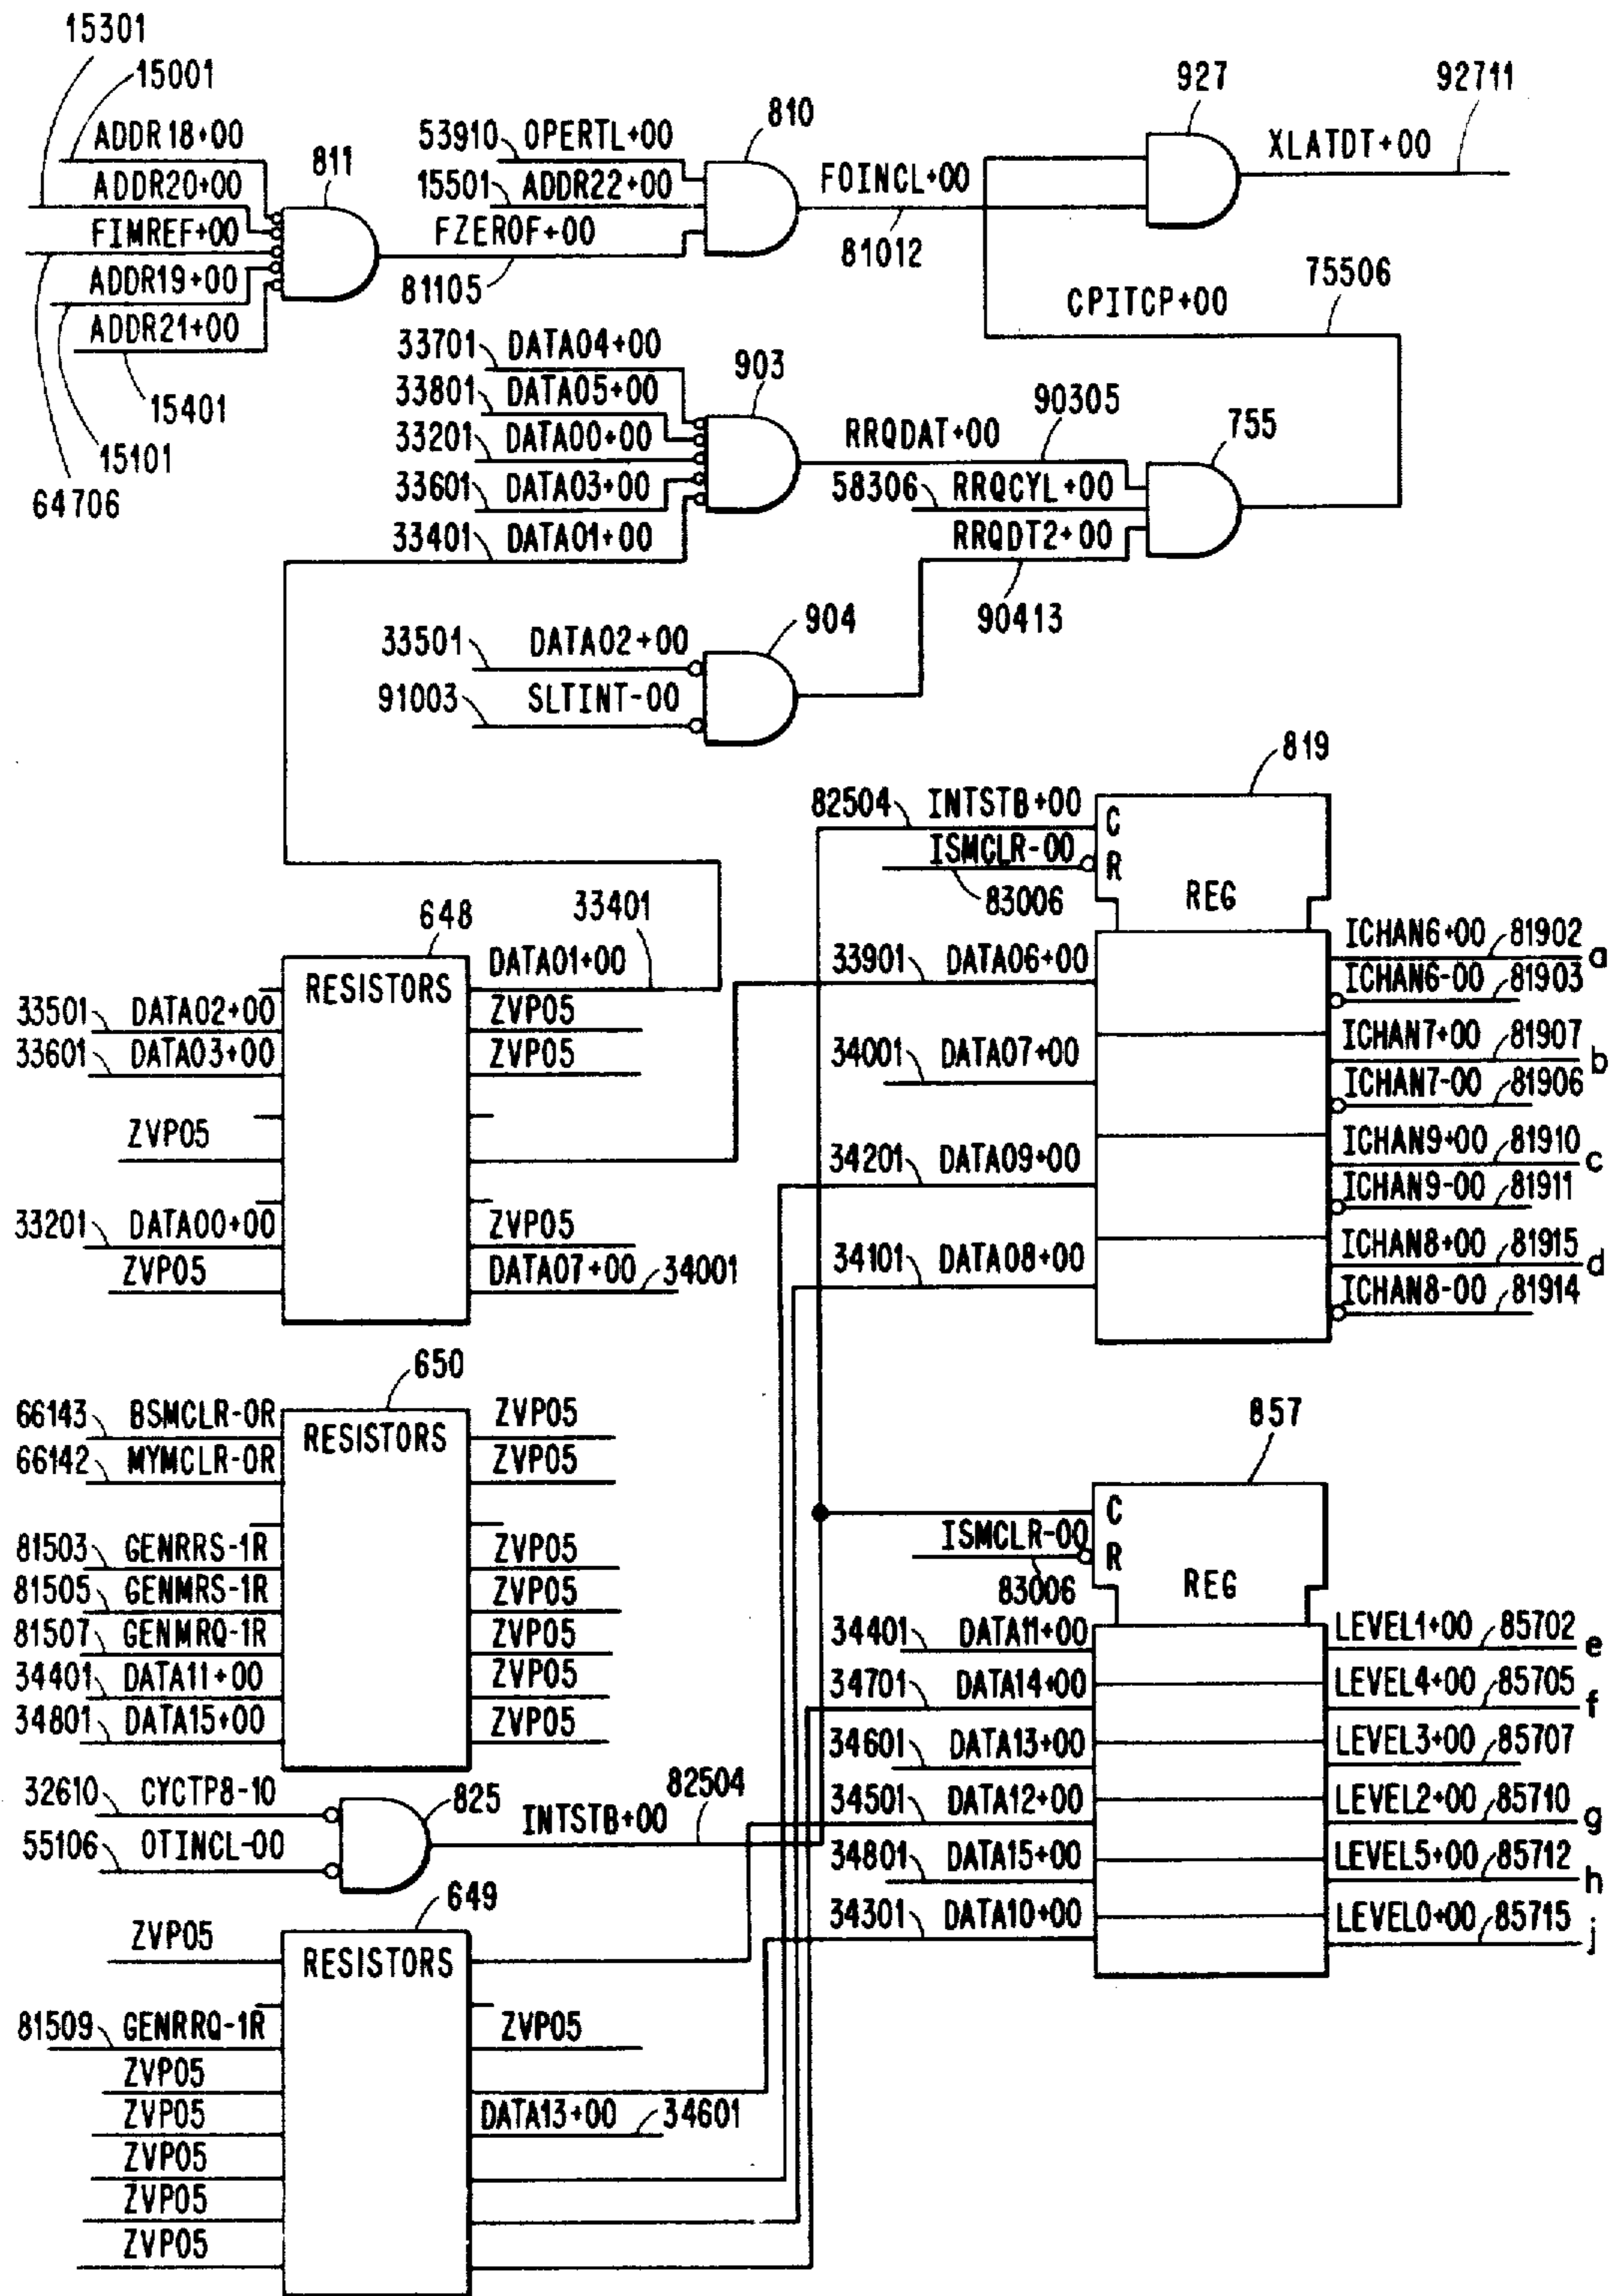 15301
15001
927
92711
ADDR18+00
53910 OPERTL+00
810
XLATDT+00
ADDR20+00
811
15501 ADDR22+00
FOINCL+00
FIMREF+00
FZEROF+00
ADDR19+00
81105
81012
75506
ADDR21+00
CPITCP+00
33701 DATA04+00
903
15401
33801 DATA05+00
90305
755
15101
33201 DATA00+00
RRQDAT+00
64706
33601 DATA03+00
58306 RRQCYL+00
33401 DATA01+00
RRQDT2+00
904
90413
33501 DATA02+00
91003 SLTINT-00
819
82504 INTSTB+00
C
ISMCLR-00
R
83006
REG
648
33401
DATA01+00
RESISTORS
33901 DATA06+00
ICHAN6+00 81902 a
ICHAN6-00 81903
33501 DATA02+00
ZVP05
33601 DATA03+00
ZVP05
34001 DATA07+00
ICHAN7+00 81907 b
ICHAN7-00 81906
ZVP05
34201 DATA09+00
ICHAN9+00 81910 c
ICHAN9-00 81911
33201 DATA00+00
ZVP05
34101 DATA08+00
ICHAN8+00 81915 d
ZVP05
DATA07+00 34001
ICHAN8-00 81914
650
66143 BSMCLR-0R
RESISTORS
ZVP05
857
66142 MYMCLR-0R
ZVP05
C
ISMCLR-00
R
81503 GENRRS-1R
ZVP05
83006
REG
81505 GENMRS-1R
ZVP05
81507 GENMRQ-1R
ZVP05
34401 DATA11+00
LEVEL1+00 85702 e
34401 DATA11+00
ZVP05
34701 DATA14+00
LEVEL4+00 85705 f
34801 DATA15+00
ZVP05
34601 DATA13+00
LEVEL3+00 85707
32610 CYCTP8-10
825
82504
INTSTB+00
34501 DATA12+00
LEVEL2+00 85710 g
55106 OTINCL-00
34801 DATA15+00
LEVEL5+00 85712 h
649
34301 DATA10+00
LEVEL0+00 85715 j
ZVP05
RESISTORS
81509 GENRRQ-1R
ZVP05
ZVP05
ZVP05
DATA13+00 34601
ZVP05
ZVP05
ZVP05